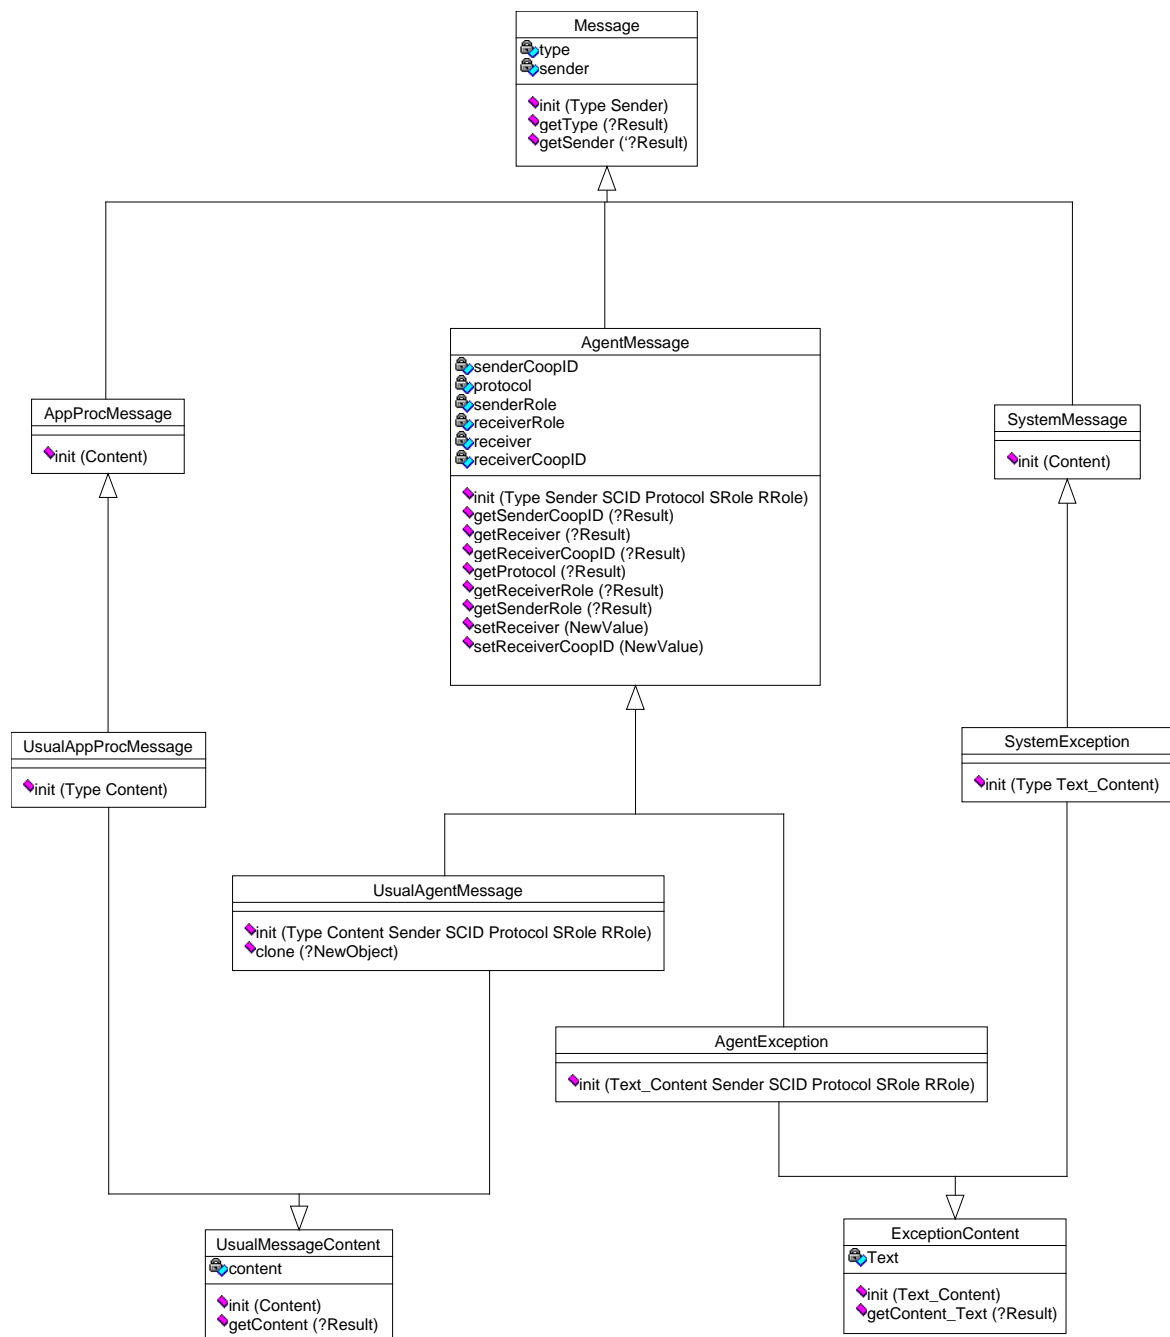 Message
type
sender
init (Type Sender)
getType (?Result)
getSender (‘?Result)
AgentMessage
senderCoopID
protocol
senderRole
receiverRole
receiver
receiverCoopID
init (Type Sender SCID Protocol SRole RRole)
getSenderCoopID (?Result)
getReceiver (?Result)
getReceiverCoopID (?Result)
getProtocol (?Result)
getReceiverRole (?Result)
getSenderRole (?Result)
setReceiver (NewValue)
setReceiverCoopID (NewValue)
AppProcMessage
init (Content)
SystemMessage
init (Content)
UsualAppProcMessage
init (Type Content)
SystemException
init (Type Text_Content)
UsualAgentMessage
init (Type Content Sender SCID Protocol SRole RRole)
clone (?NewObject)
AgentException
init (Text_Content Sender SCID Protocol SRole RRole)
UsualMessageContent
content
init (Content)
getContent (?Result)
ExceptionContent
Text
init (Text_Content)
getContent_Text (?Result)